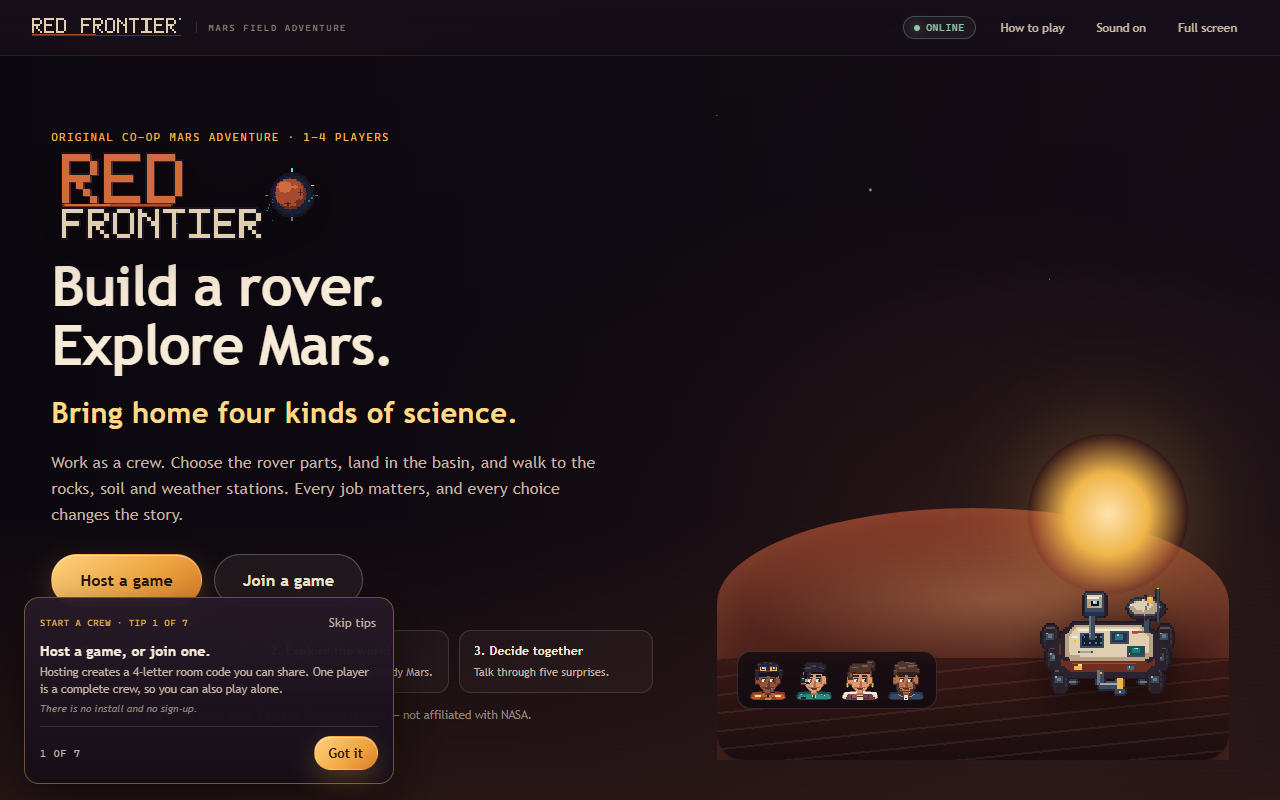 RED FRONTIER
MARS FIELD ADVENTURE
ONLINE
How to play
Sound on
Full screen
ORIGINAL CO-OP MARS ADVENTURE · 1–4 PLAYERS
RED
FRONTIER
Build a rover.
Explore Mars.
Bring home four kinds of science.
Work as a crew. Choose the rover parts, land in the basin, and walk to the
rocks, soil and weather stations. Every job matters, and every choice
changes the story.
Host a game
Join a game
START A CREW · TIP 1 OF 7
Skip tips
Host a game, or join one.
Hosting creates a 4-letter room code you can share. One player
is a complete crew, so you can also play alone.
There is no install and no sign-up.
1 OF 7
Got it
2. Explore the world
dy Mars.
3. Decide together
Talk through five surprises.
– not affiliated with NASA.